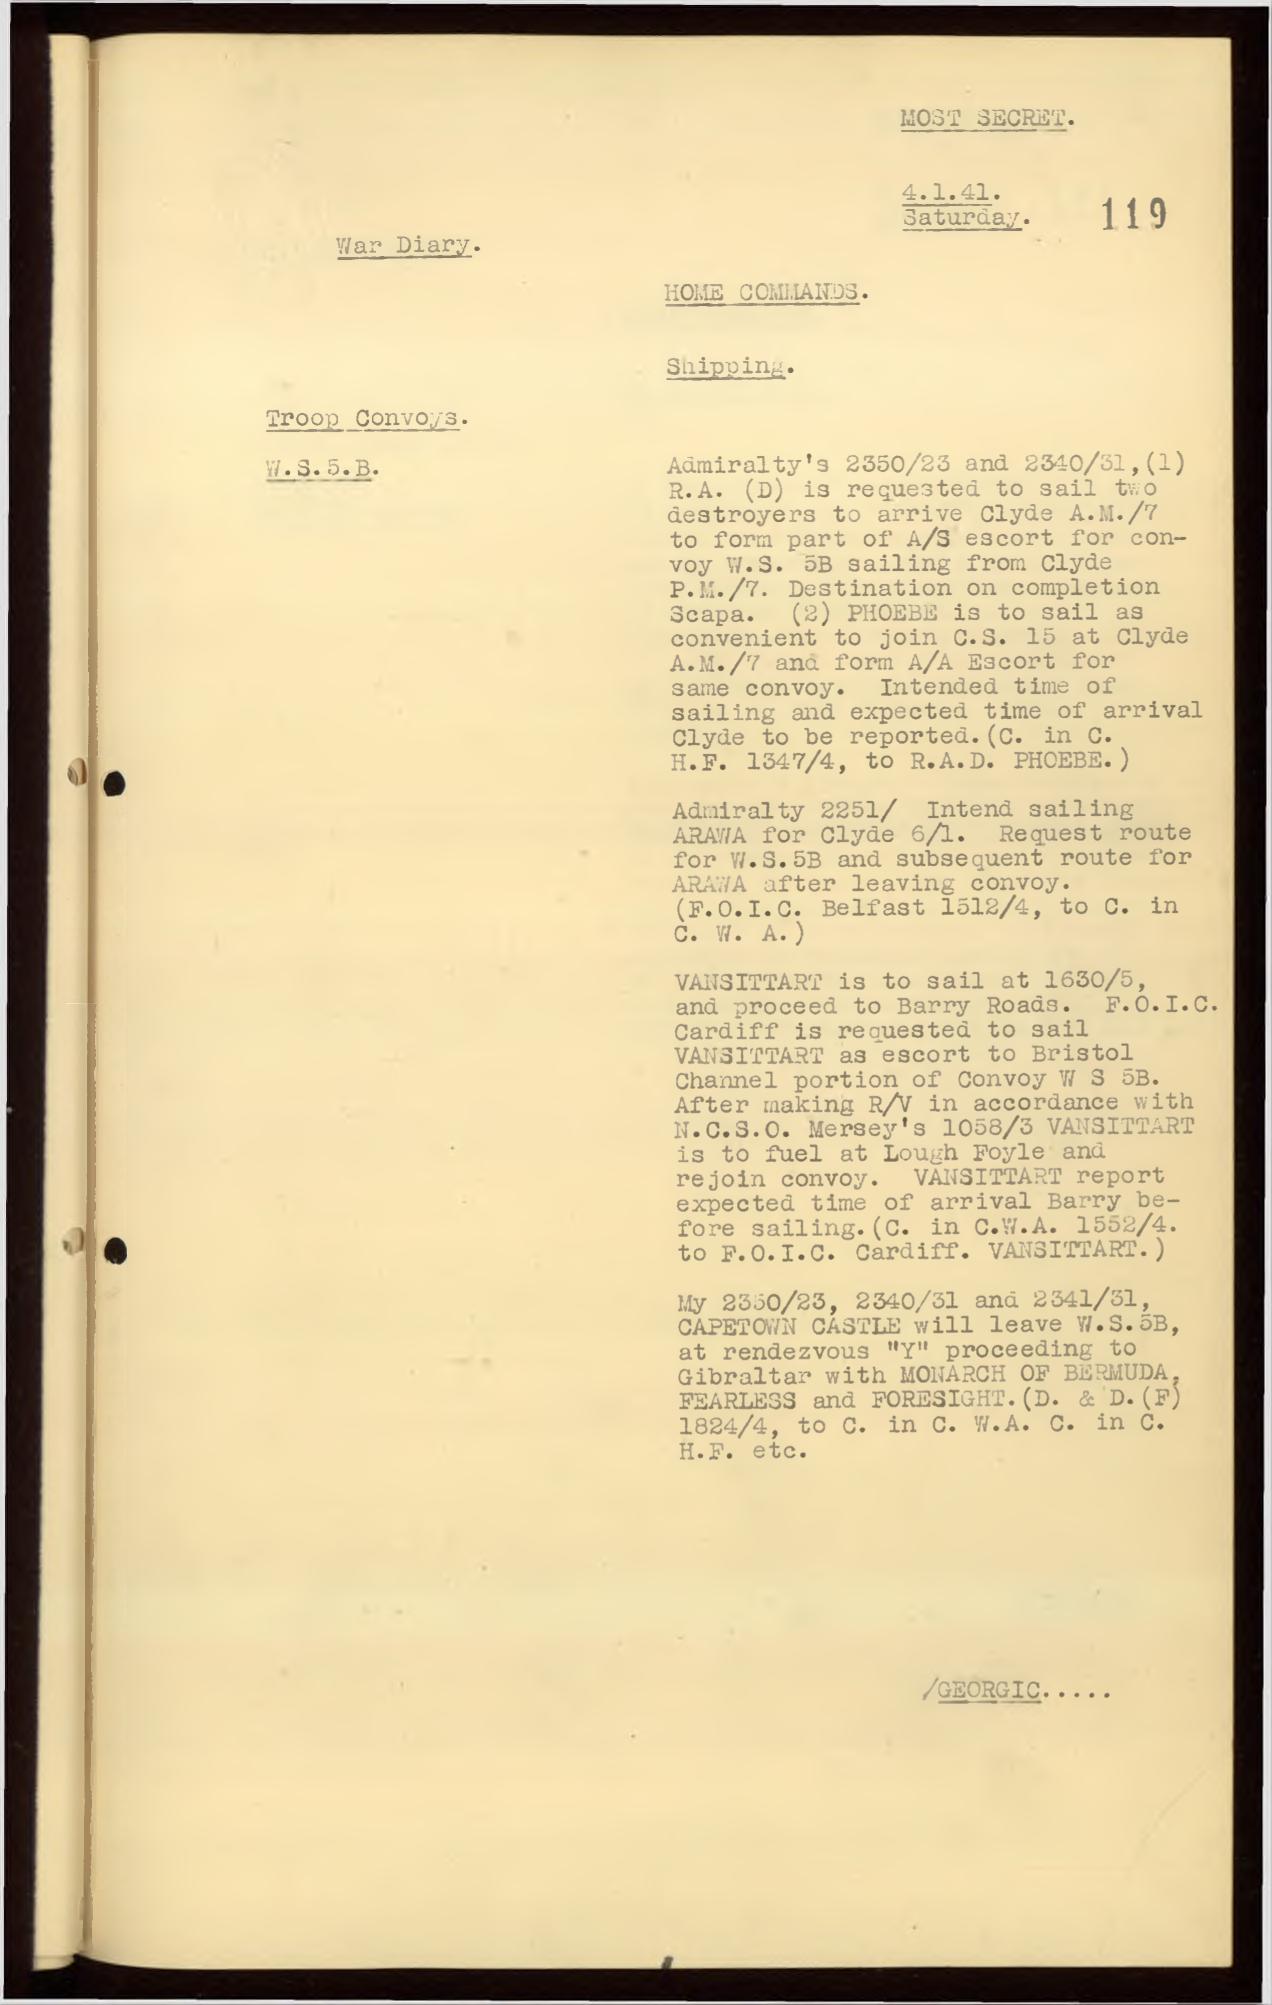 MOST SECRET.
4.1.41.
Saturday.
119
War Diary.
HOME COMMANDS.
Shipping.
Troop Convoys.
W.S.5.B.
Admiralty's 2350/23 and 2340/31,(1)
R.A. (D) is requested to sail two
destroyers to arrive Clyde A.M./7
to form part of A/S escort for con-
voy W.S. 5B sailing from Clyde
P.M./7. Destination on completion
Scapa. (2) PHOEBE is to sail as
convenient to join C.S. 15 at Clyde
A.M./7 and form A/A Escort for
same convoy. Intended time of
sailing and expected time of arrival
Clyde to be reported.(C. in C.
H.F. 1347/4, to R.A.D. PHOEBE.)
Admiralty 2251/ Intend sailing
ARAWA for Clyde 6/1. Request route
for W.S.5B and subsequent route for
ARAWA after leaving convoy.
(F.O.I.C. Belfast 1512/4, to C. in
C. W. A.)
VANSITTART is to sail at 1630/5,
and proceed to Barry Roads. F.O.I.C.
Cardiff is requested to sail
VANSITTART as escort to Bristol
Channel portion of Convoy W S 5B.
After making R/V in accordance with
N.C.S.O. Mersey's 1058/3 VANSITTART
is to fuel at Lough Foyle and
rejoin convoy. VANSITTART report
expected time of arrival Barry be-
fore sailing.(C. in C.W.A. 1552/4.
to F.O.I.C. Cardiff. VANSITTART.)
My 2350/23, 2340/31 and 2341/31,
CAPETOWN CASTLE will leave W.S.5B,
at rendezvous "Y" proceeding to
Gibraltar with MONARCH OF BERMUDA,
FEARLESS and FORESIGHT.(D. & D.(F)
1824/4, to C. in C. W.A. C. in C.
H.F. etc.
/GEORGIC.....